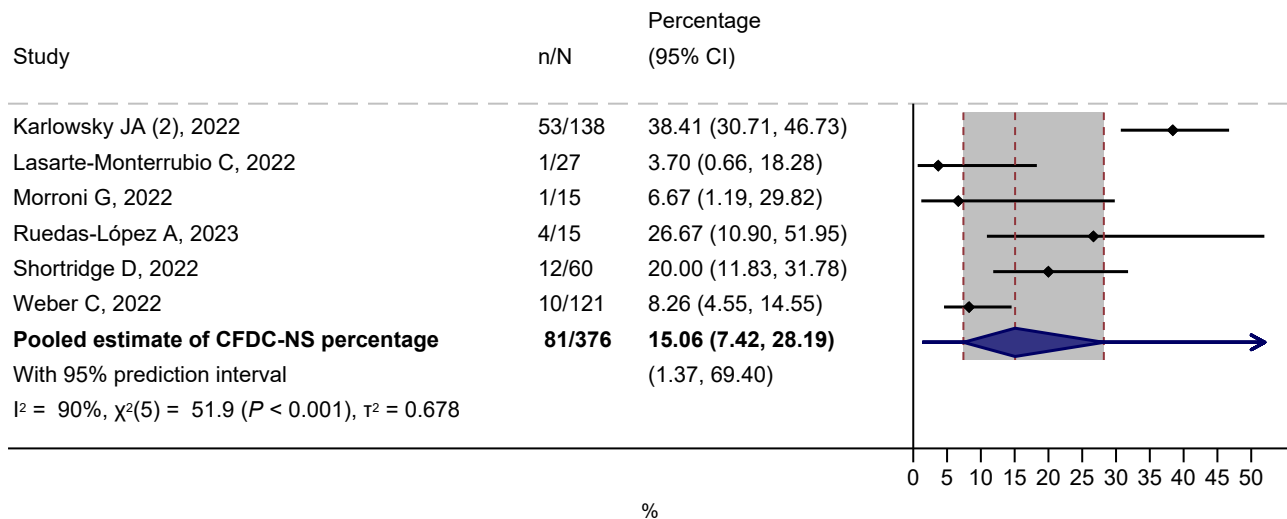 Percentage
Study n/N (95% CI)
Karlowsky JA (2), 2022 53/138 38.41 (30.71, 46.73)
Lasarte-Monterrubio C, 2022 1/27 3.70 (0.66, 18.28)
Morroni G, 2022 1/15 6.67 (1.19, 29.82)
Ruedas-López A, 2023 4/15 26.67 (10.90, 51.95)
Shortridge D, 2022 12/60 20.00 (11.83, 31.78)
Weber C, 2022 10/121 8.26 (4.55, 14.55)
Pooled estimate of CFDC-NS percentage 81/376 15.06 (7.42, 28.19)
With 95% prediction interval (1.37, 69.40)
I² = 90%, χ²(5) = 51.9 (P < 0.001), τ² = 0.678
0 5 10 15 20 25 30 35 40 45 50
%